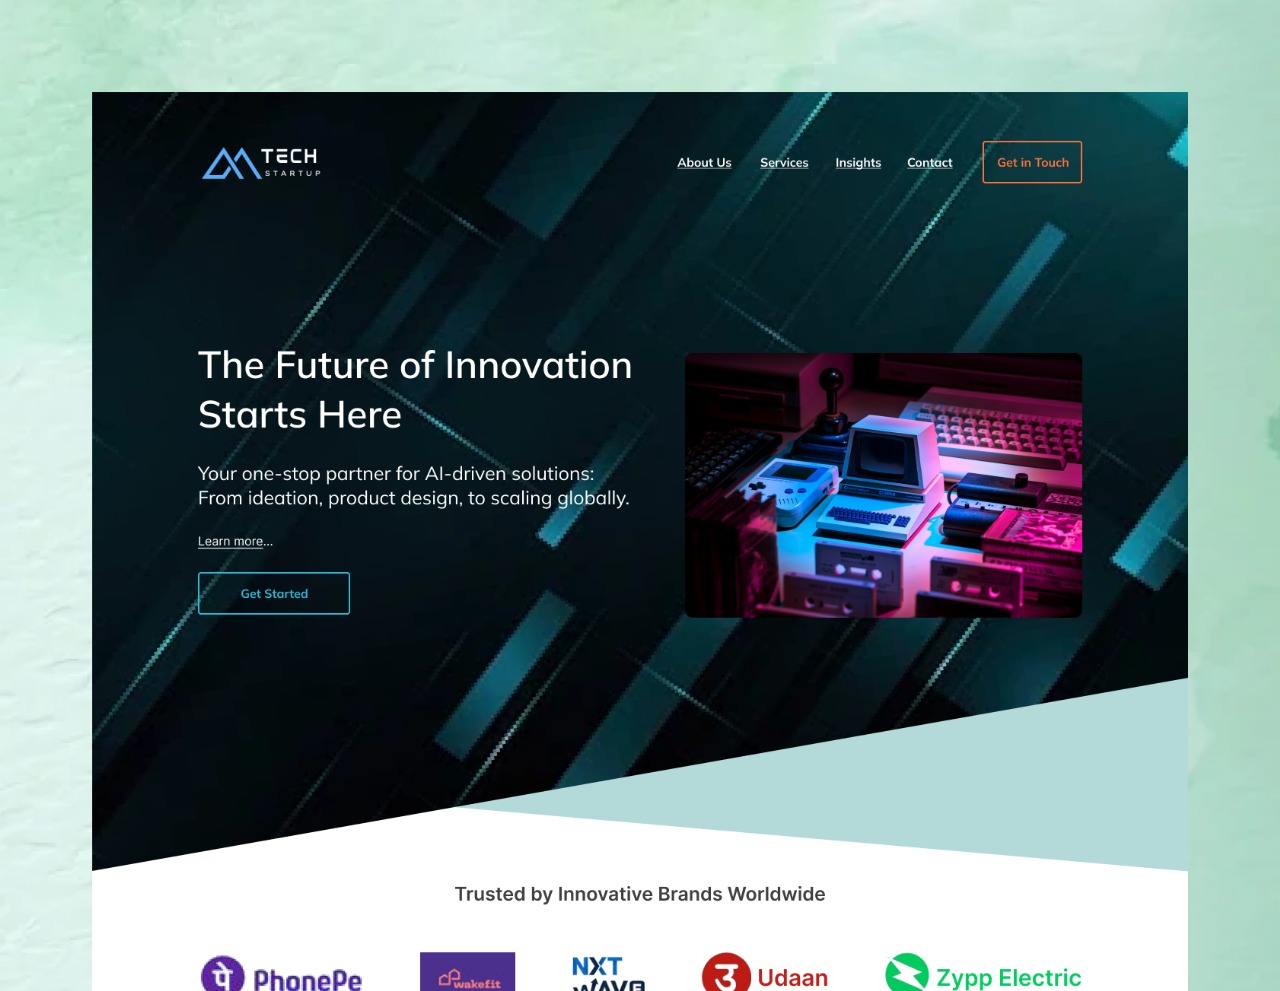 TECH
STARTUP
About Us
Services
Insights
Contact
Get in Touch
The Future of Innovation
Starts Here
Your one-stop partner for AI-driven solutions:
From ideation, product design, to scaling globally.
Learn more...
Get Started
Trusted by Innovative Brands Worldwide
पे PhonePe
wakefit
NXT
WAVE
उ Udaan
Zypp Electric